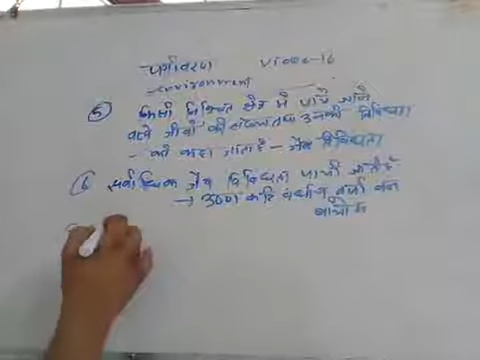 पर्यावरण Video-16
-environment
(5) किसी निश्चित क्षेत्र में पाये जाने
वाले जीवों की संख्या तथा उनकी विविधता
- को कहा जाता है - जैव विविधता
(6) सर्वाधिक जैव विविधता पायी जाती है
→ उष्ण कटि बंधीय वर्षा वन